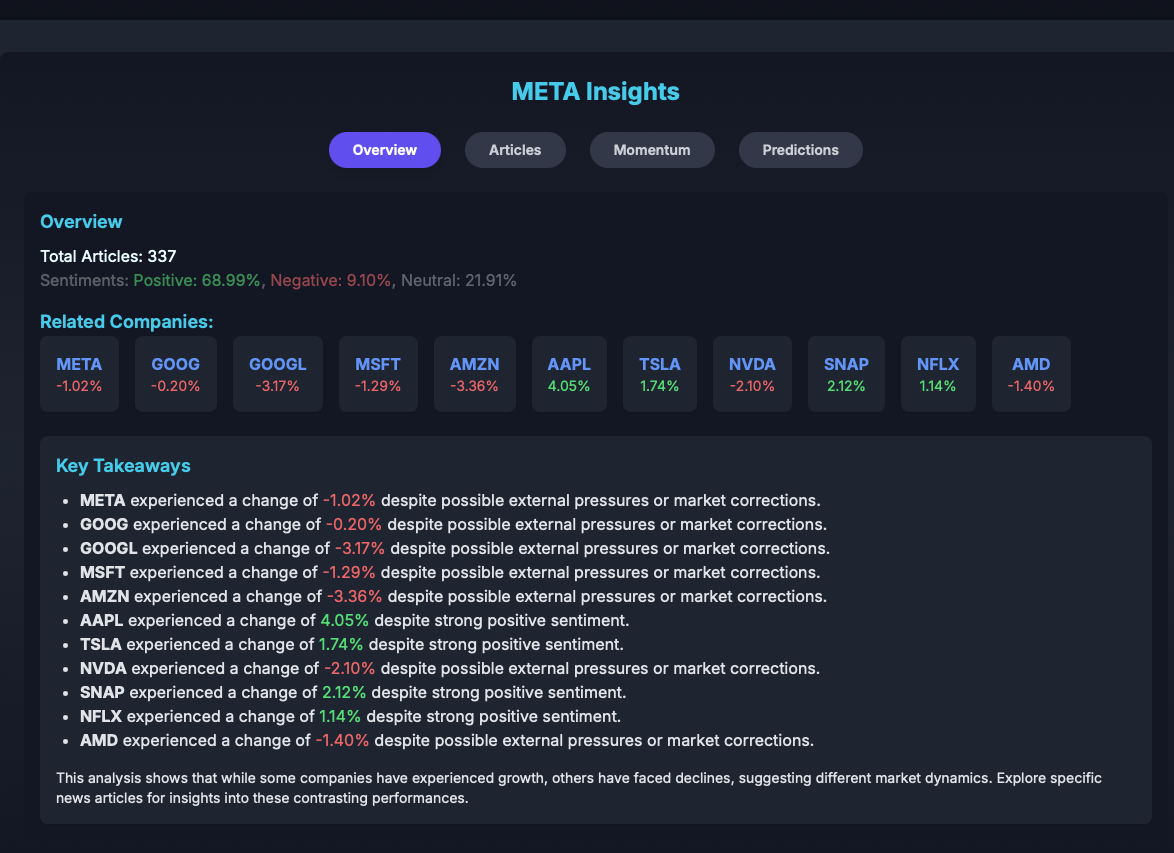 META Insights
Overview Articles Momentum Predictions
Overview
Total Articles: 337
Sentiments: Positive: 68.99%, Negative: 9.10%, Neutral: 21.91%
Related Companies:
META GOOG GOOGL MSFT AMZN AAPL TSLA NVDA SNAP NFLX AMD
-1.02% -0.20% -3.17% -1.29% -3.36% 4.05% 1.74% -2.10% 2.12% 1.14% -1.40%
Key Takeaways
• META experienced a change of -1.02% despite possible external pressures or market corrections.
• GOOG experienced a change of -0.20% despite possible external pressures or market corrections.
• GOOGL experienced a change of -3.17% despite possible external pressures or market corrections.
• MSFT experienced a change of -1.29% despite possible external pressures or market corrections.
• AMZN experienced a change of -3.36% despite possible external pressures or market corrections.
• AAPL experienced a change of 4.05% despite strong positive sentiment.
• TSLA experienced a change of 1.74% despite strong positive sentiment.
• NVDA experienced a change of -2.10% despite possible external pressures or market corrections.
• SNAP experienced a change of 2.12% despite strong positive sentiment.
• NFLX experienced a change of 1.14% despite strong positive sentiment.
• AMD experienced a change of -1.40% despite possible external pressures or market corrections.
This analysis shows that while some companies have experienced growth, others have faced declines, suggesting different market dynamics. Explore specific
news articles for insights into these contrasting performances.